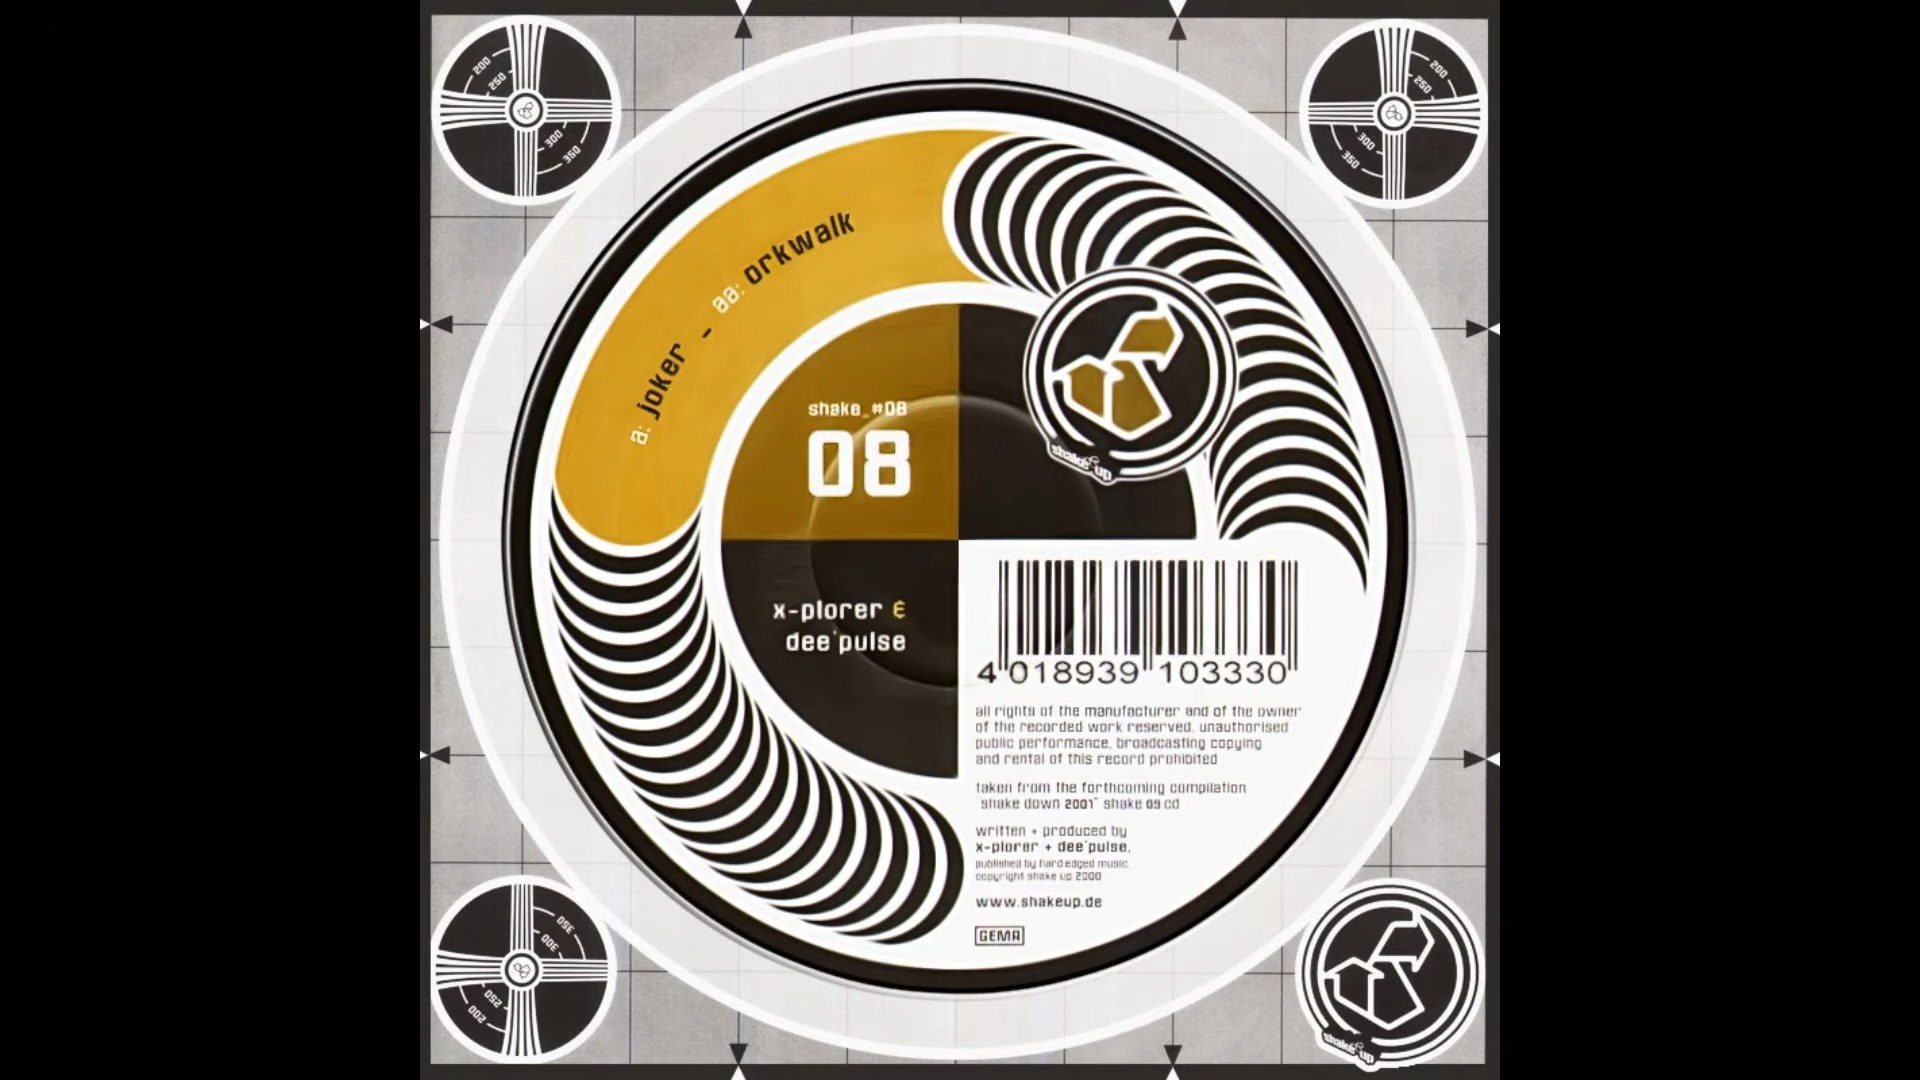 200
250
300
350
200
250
300
350
a: joker - aa: orkwalk
shake_#08
08
shake up
x-plorer &
dee'pulse
4 018939 103330
all rights of the manufacturer and of the owner
of the recorded work reserved. unauthorised
public performance, broadcasting copying
and rental of this record prohibited
taken from the forthcoming compilation
"shake down 2001" shake 09 cd
written + produced by
x-plorer + dee'pulse,
published by hard:edged music.
copyright shake up 2000
www.shakeup.de
GEMA
350
300
250
200
shake up